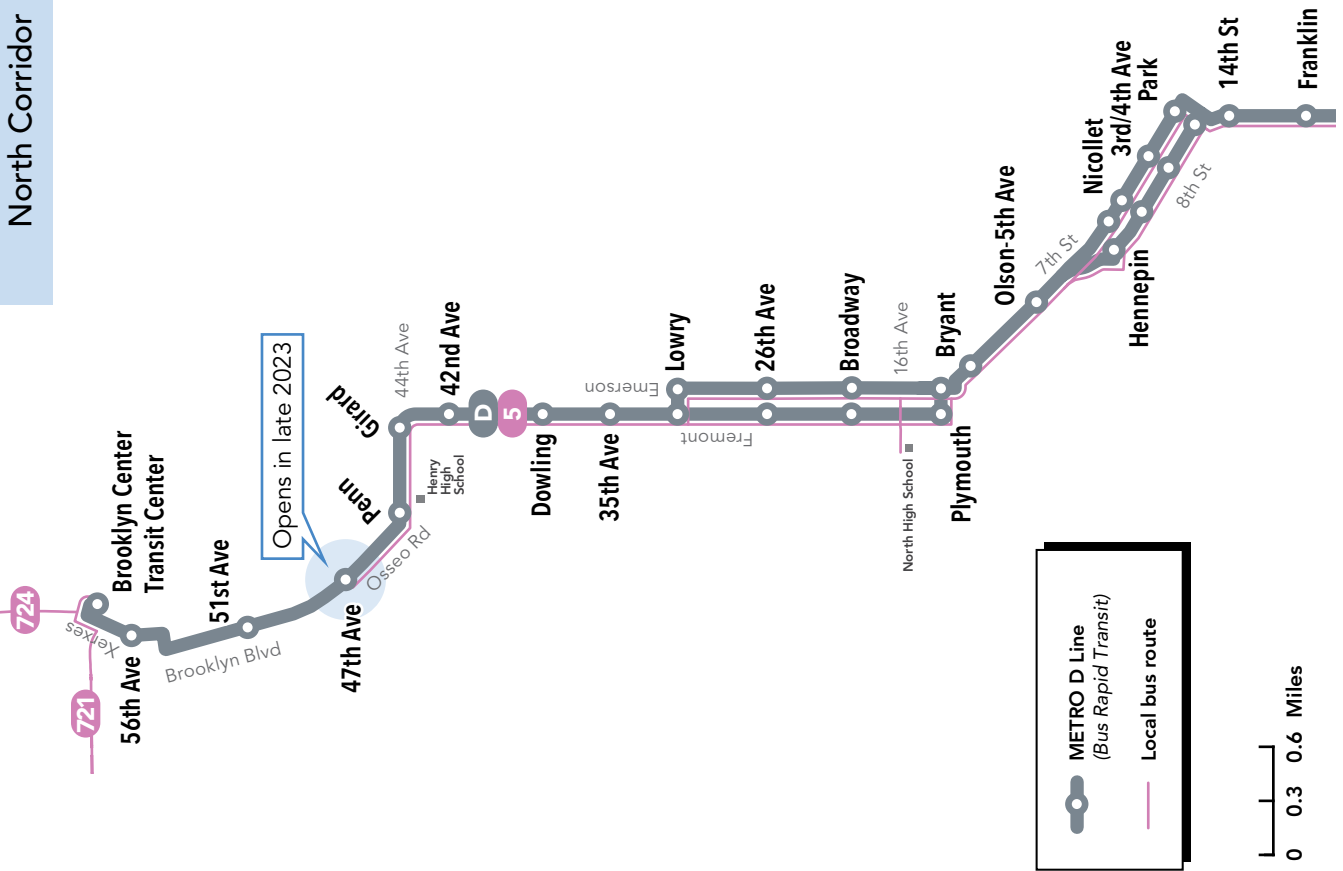 North Corridor
724
721
Xerxes
Brooklyn Center
Transit Center
56th Ave
Brooklyn Blvd
51st Ave
Opens in late 2023
47th Ave
Osseo Rd
Penn
Girard
44th Ave
Henry
High
School
42nd Ave
D
5
Dowling
35th Ave
Emerson
Fremont
Lowry
26th Ave
Broadway
16th Ave
North High School
Bryant
Plymouth
Olson-5th Ave
7th St
Nicollet
3rd/4th Ave
Park
Hennepin
8th St
14th St
Franklin
METRO D Line
(Bus Rapid Transit)
Local bus route
0 0.3 0.6 Miles